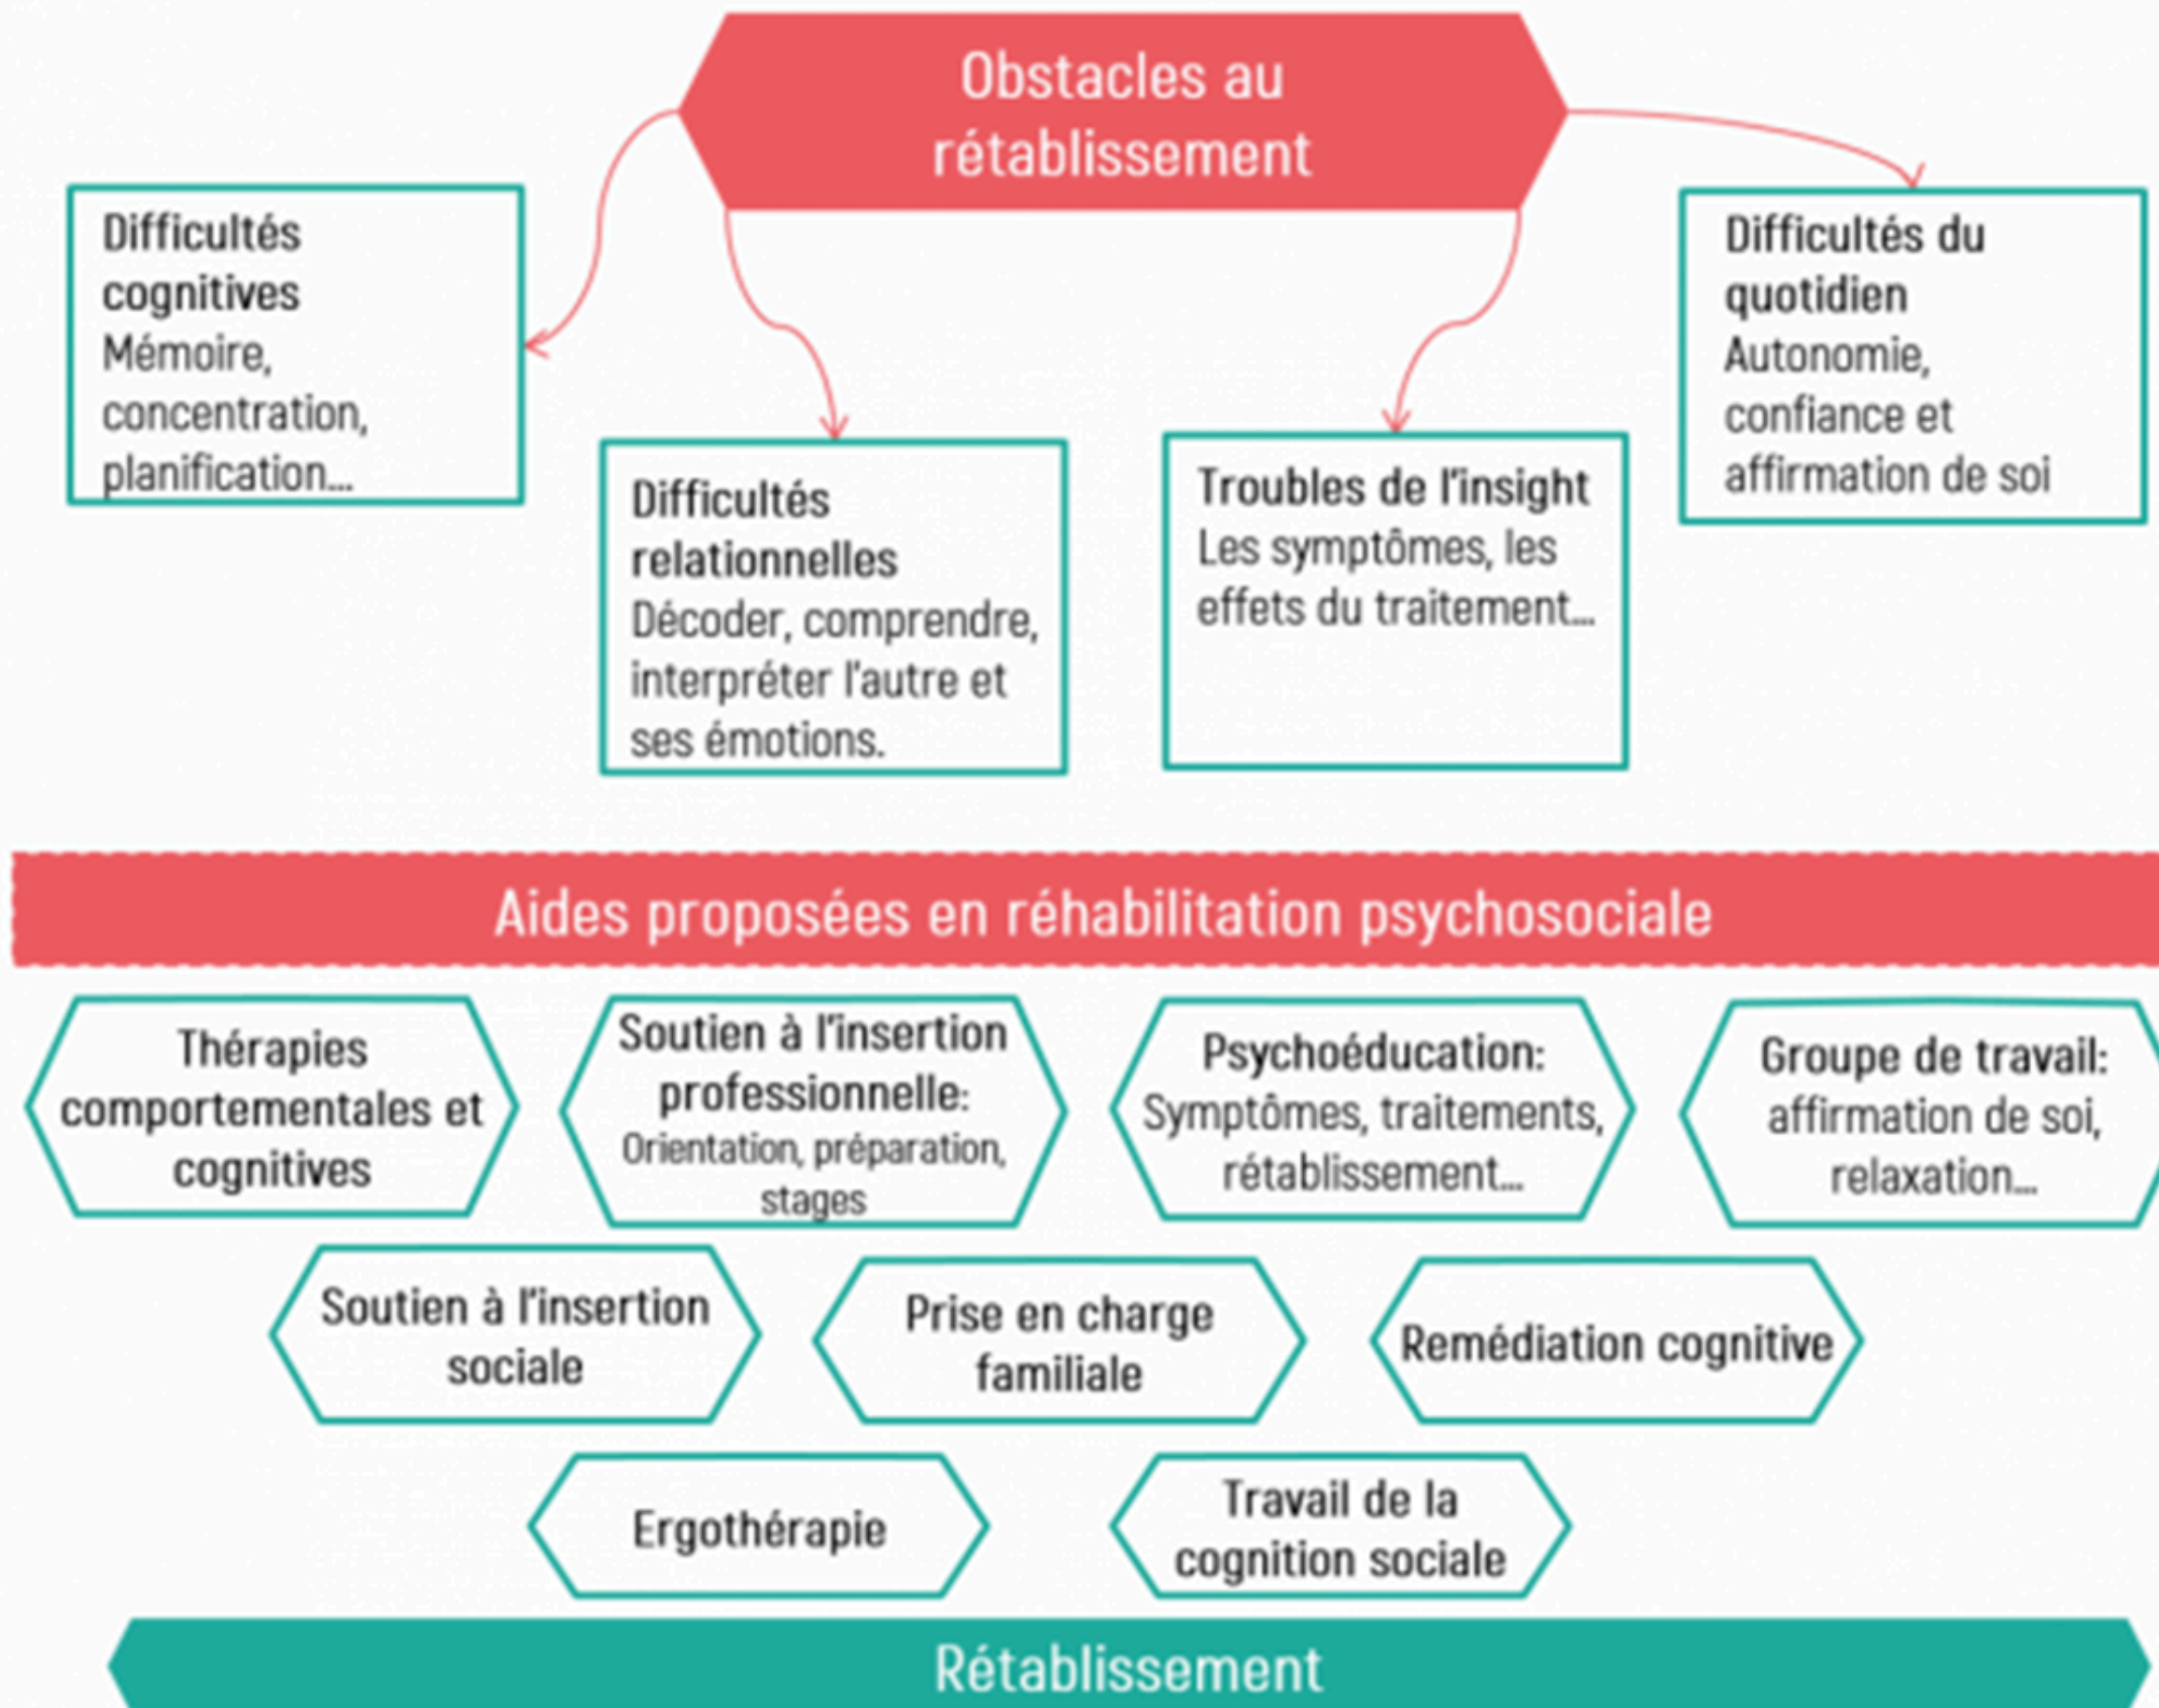 Obstacles au
rétablissement
Difficultés
cognitives
Mémoire,
concentration,
planification...
Difficultés
relationnelles
Décoder, comprendre,
interpréter l'autre et
ses émotions.
Troubles de l'insight
Les symptômes, les
effets du traitement...
Difficultés du
quotidien
Autonomie,
confiance et
affirmation de soi
Aides proposées en réhabilitation psychosociale
Thérapies
comportementales et
cognitives
Soutien à l'insertion
professionnelle:
Orientation, préparation,
stages
Psychoéducation:
Symptômes, traitements,
rétablissement...
Groupe de travail:
affirmation de soi,
relaxation...
Soutien à l'insertion
sociale
Prise en charge
familiale
Remédiation cognitive
Ergothérapie
Travail de la
cognition sociale
Rétablissement